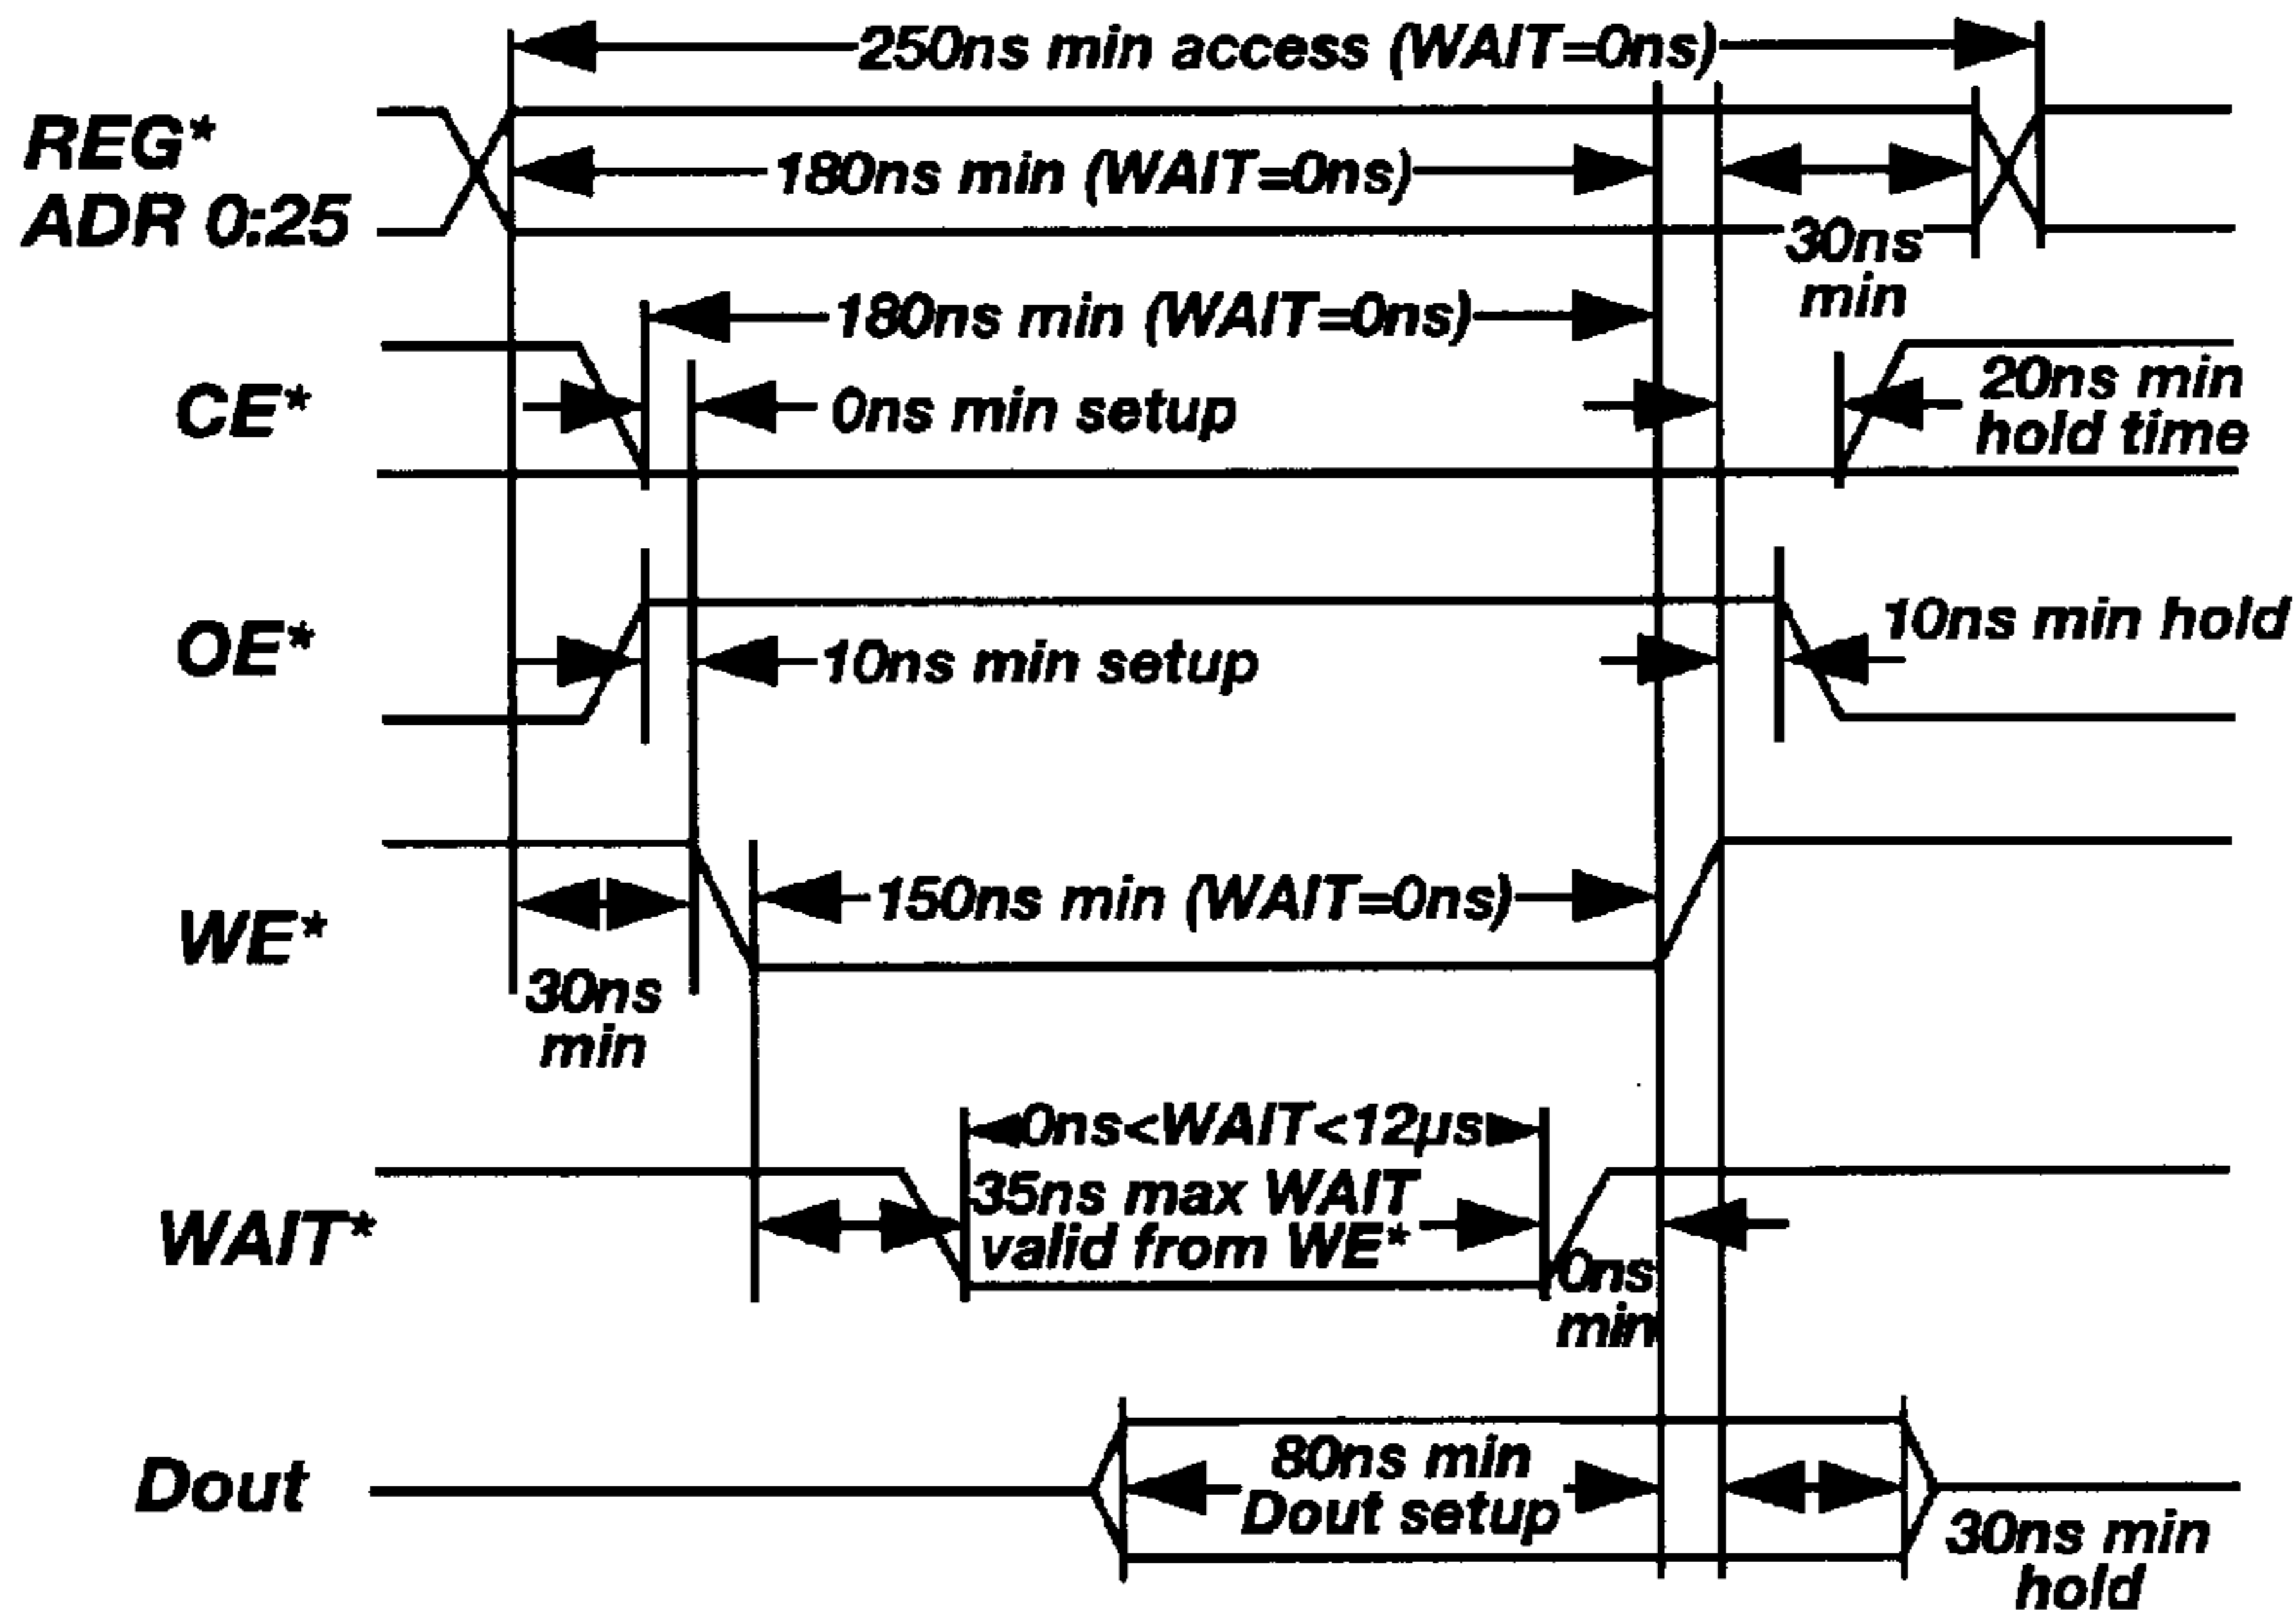 250ns min access (WAIT=0ns)
REG*
180ns min (WAIT=0ns)
ADR 0:25
30ns
min
180ns min (WAIT=0ns)
CE*
0ns min setup
20ns min
hold time
OE*
10ns min setup
10ns min hold
WE*
150ns min (WAIT=0ns)
30ns
min
0ns<WAIT<12µs
WAIT*
35ns max WAIT
valid from WE*
0ns
min
Dout
80ns min
Dout setup
30ns min
hold